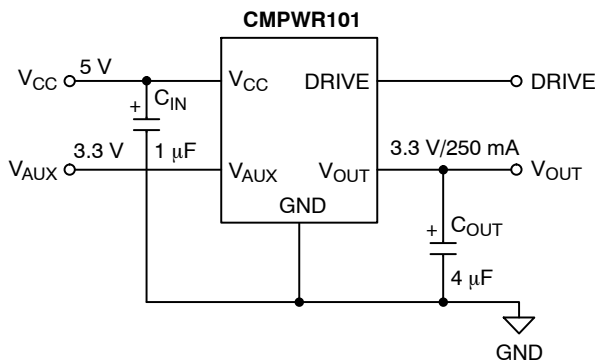 CMPWR101
VCC 5 V VCC DRIVE DRIVE
+ CIN
1 μF
VAUX 3.3 V VAUX VOUT 3.3 V/250 mA VOUT
GND
+ COUT
4 μF
GND